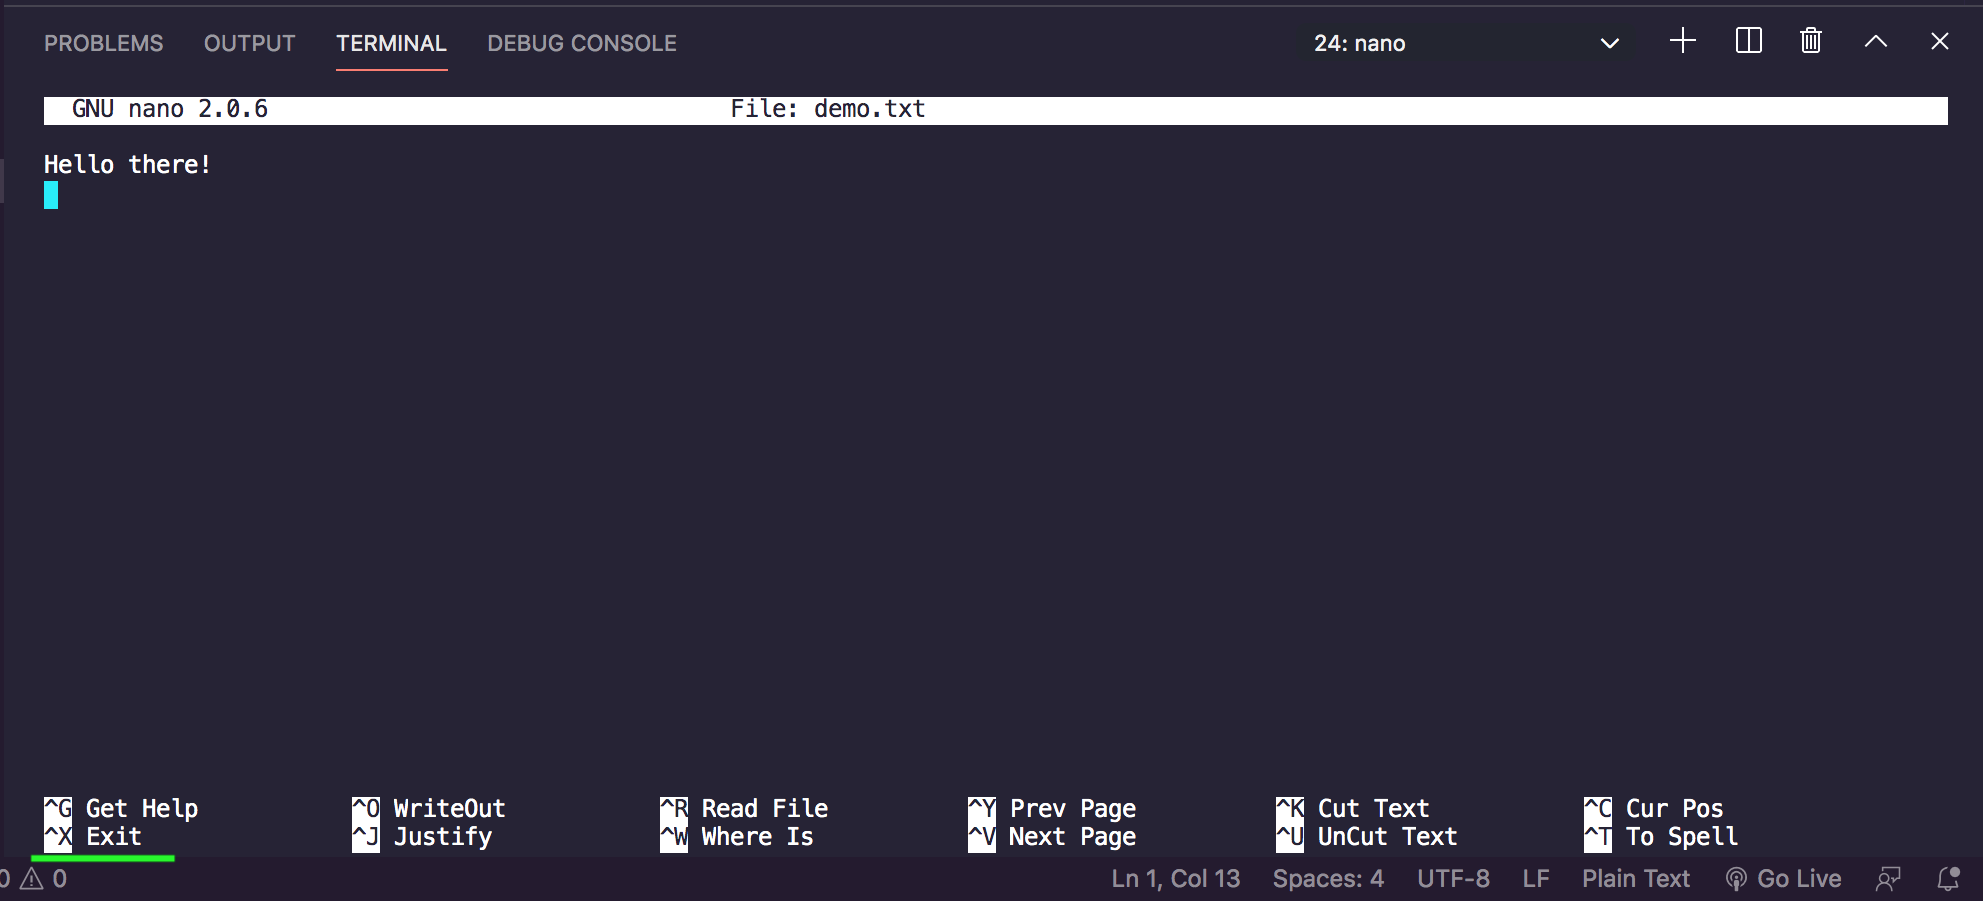 PROBLEMS OUTPUT TERMINAL DEBUG CONSOLE 24: nano
GNU nano 2.0.6 File: demo.txt
Hello there!
^G Get Help ^O WriteOut ^R Read File ^Y Prev Page ^K Cut Text ^C Cur Pos
^X Exit ^J Justify ^W Where Is ^V Next Page ^U UnCut Text ^T To Spell
0 0 Ln 1, Col 13 Spaces: 4 UTF-8 LF Plain Text Go Live